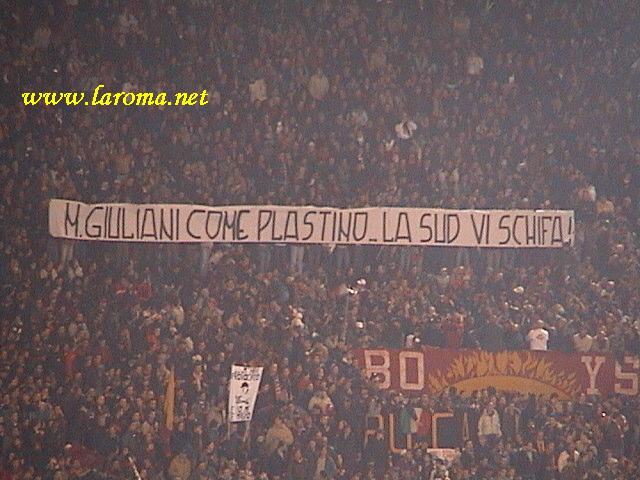 www.laroma.net
M.GIULIANI COME PLASTINO.. LA SUD VI SCHIFA!
BO YS